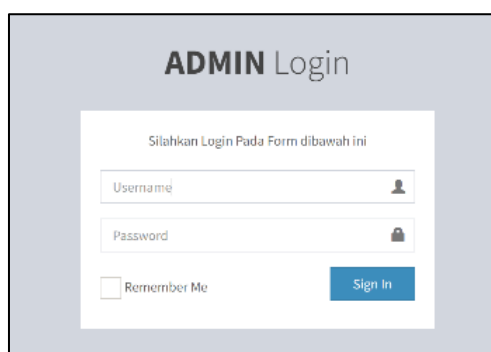 ADMIN Login
Silahkan Login Pada Form dibawah ini
Username
Password
Remember Me
Sign In